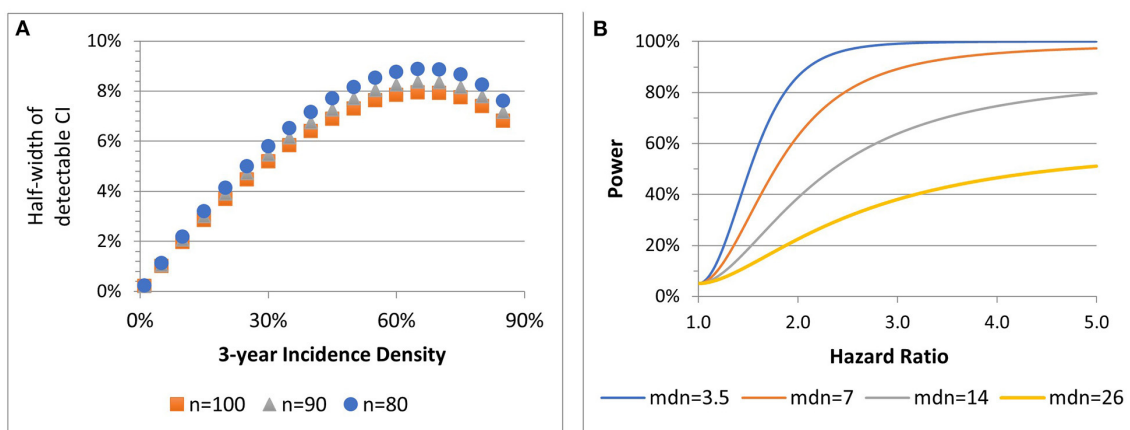 A
10%
8%
6%
4%
2%
0%
Half-width of
detectable CI
0% 30% 60% 90%
3-year Incidence Density
n=100 n=90 n=80
B
100%
80%
60%
40%
20%
0%
Power
1.0 2.0 3.0 4.0 5.0
Hazard Ratio
mdn=3.5 mdn=7 mdn=14 mdn=26